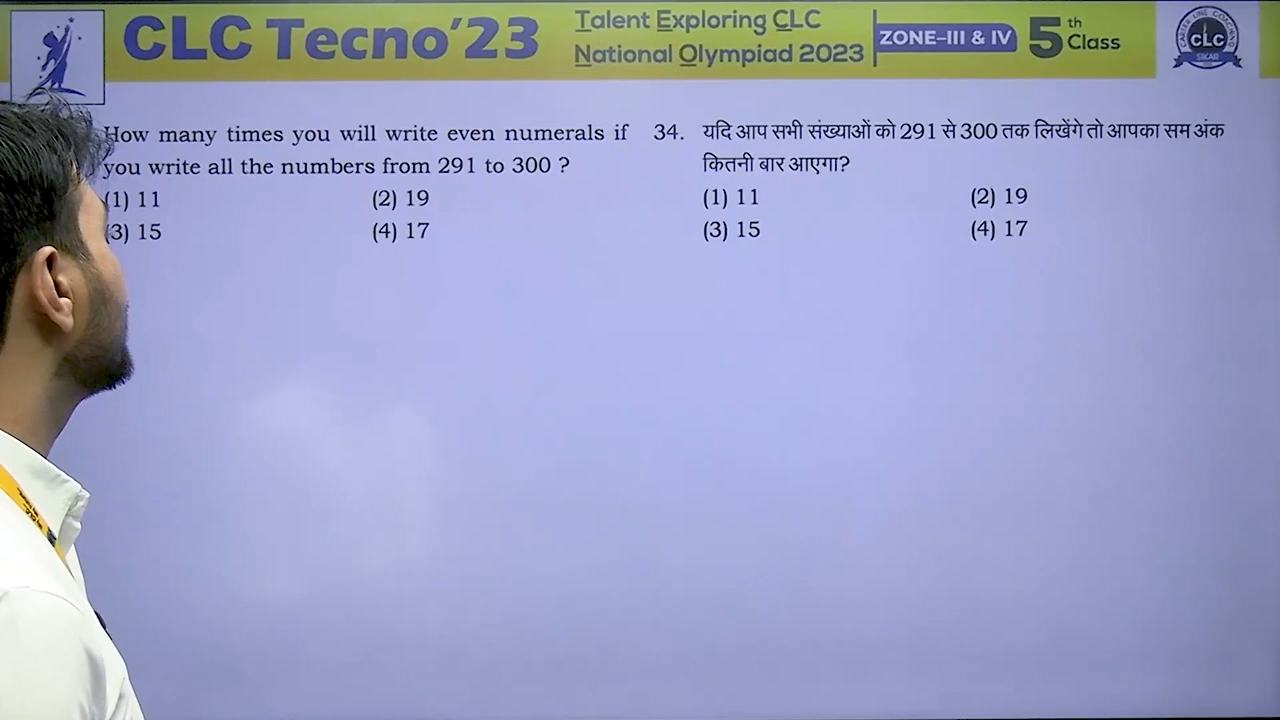 CLC Tecno'23
Talent Exploring CLC
National Olympiad 2023
ZONE–III & IV
5th Class
CLC
SIKAR
How many times you will write even numerals if
you write all the numbers from 291 to 300 ?
(1) 11 (2) 19
(3) 15 (4) 17
34. यदि आप सभी संख्याओं को 291 से 300 तक लिखेंगे तो आपका सम अंक
कितनी बार आएगा?
(1) 11 (2) 19
(3) 15 (4) 17